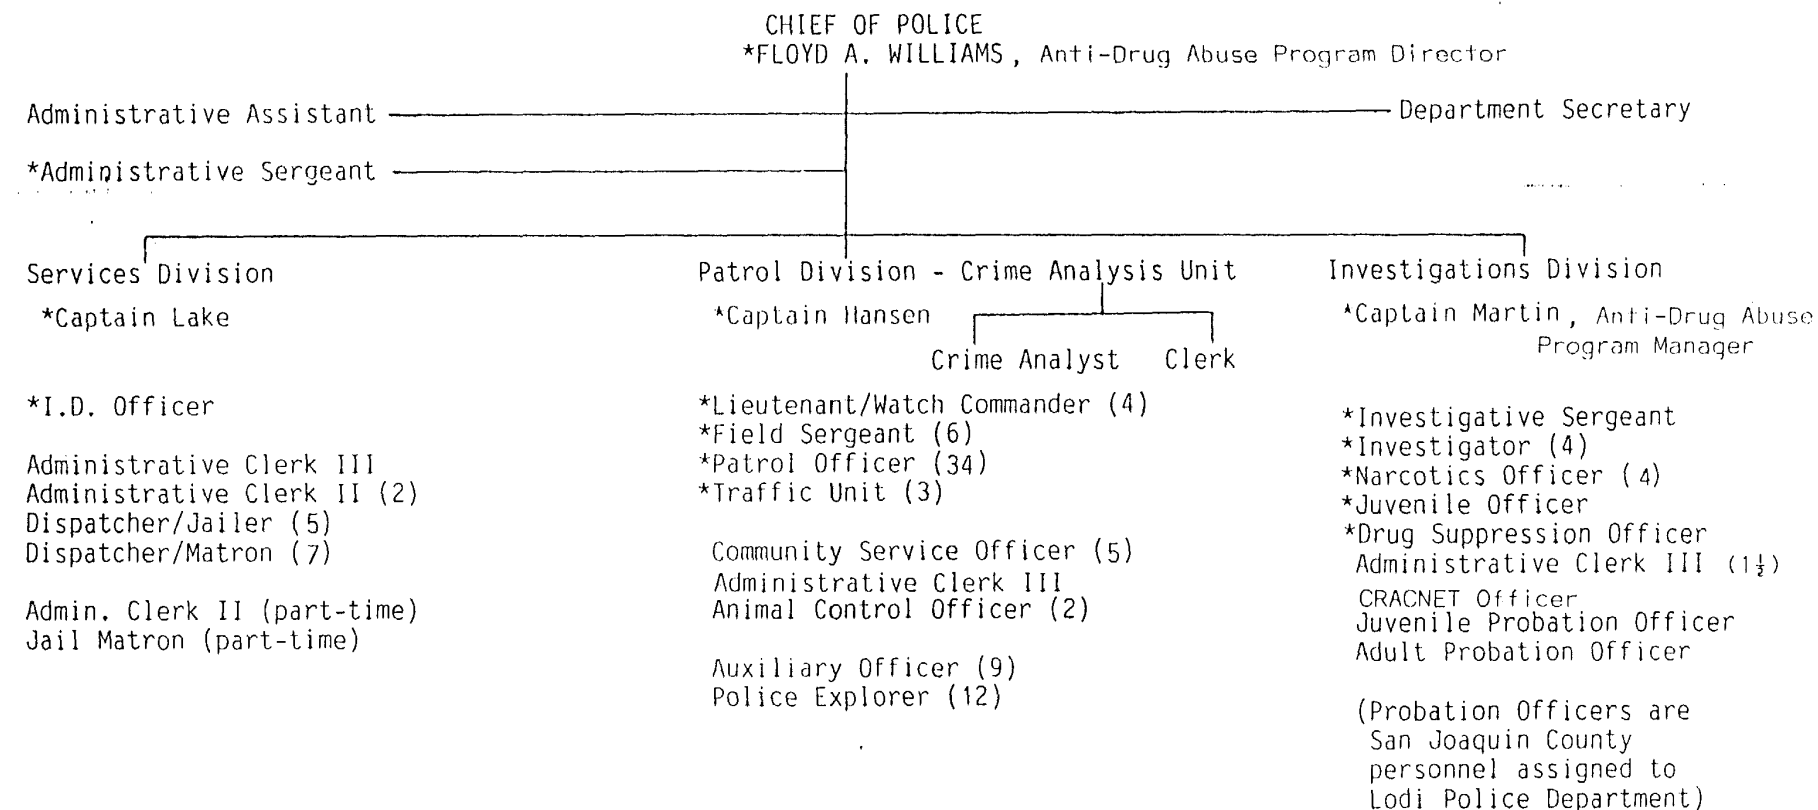 CHIEF OF POLICE
*FLOYD A. WILLIAMS, Anti-Drug Abuse Program Director
Administrative Assistant
Department Secretary
*Administrative Sergeant
Services Division
*Captain Lake
*I.D. Officer
Administrative Clerk III
Administrative Clerk II (2)
Dispatcher/Jailer (5)
Dispatcher/Matron (7)
Admin. Clerk II (part-time)
Jail Matron (part-time)
Patrol Division - Crime Analysis Unit
*Captain Hansen
Crime Analyst
Clerk
*Lieutenant/Watch Commander (4)
*Field Sergeant (6)
*Patrol Officer (34)
*Traffic Unit (3)
Community Service Officer (5)
Administrative Clerk III
Animal Control Officer (2)
Auxiliary Officer (9)
Police Explorer (12)
Investigations Division
*Captain Martin, Anti-Drug Abuse
Program Manager
*Investigative Sergeant
*Investigator (4)
*Narcotics Officer (4)
*Juvenile Officer
*Drug Suppression Officer
Administrative Clerk III (1½)
CRACNET Officer
Juvenile Probation Officer
Adult Probation Officer
(Probation Officers are
San Joaquin County
personnel assigned to
Lodi Police Department)